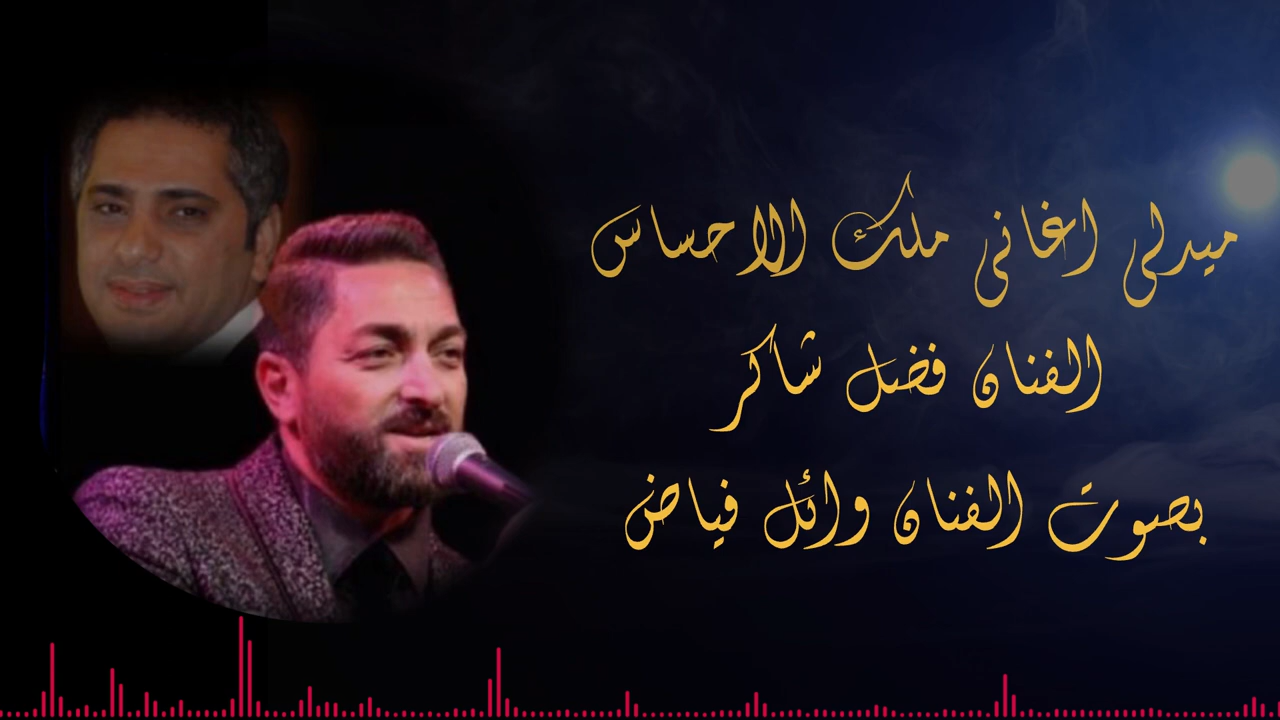 ميدلي اغاني ملك الاحساس
الفنان فضل شاكر
بصوت الفنان وائل فياض